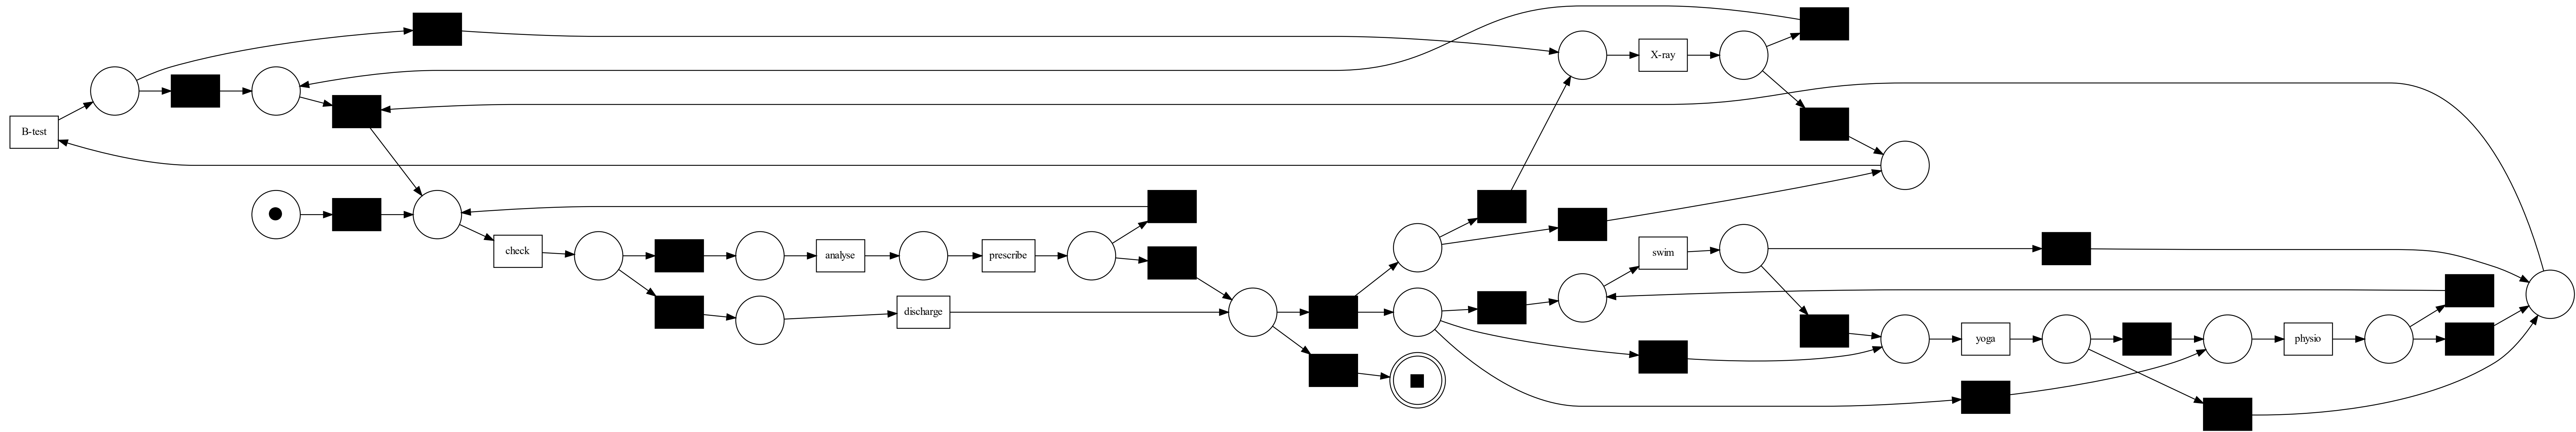 X-ray
B-test
check
analyse
prescribe
swim
discharge
yoga
physio